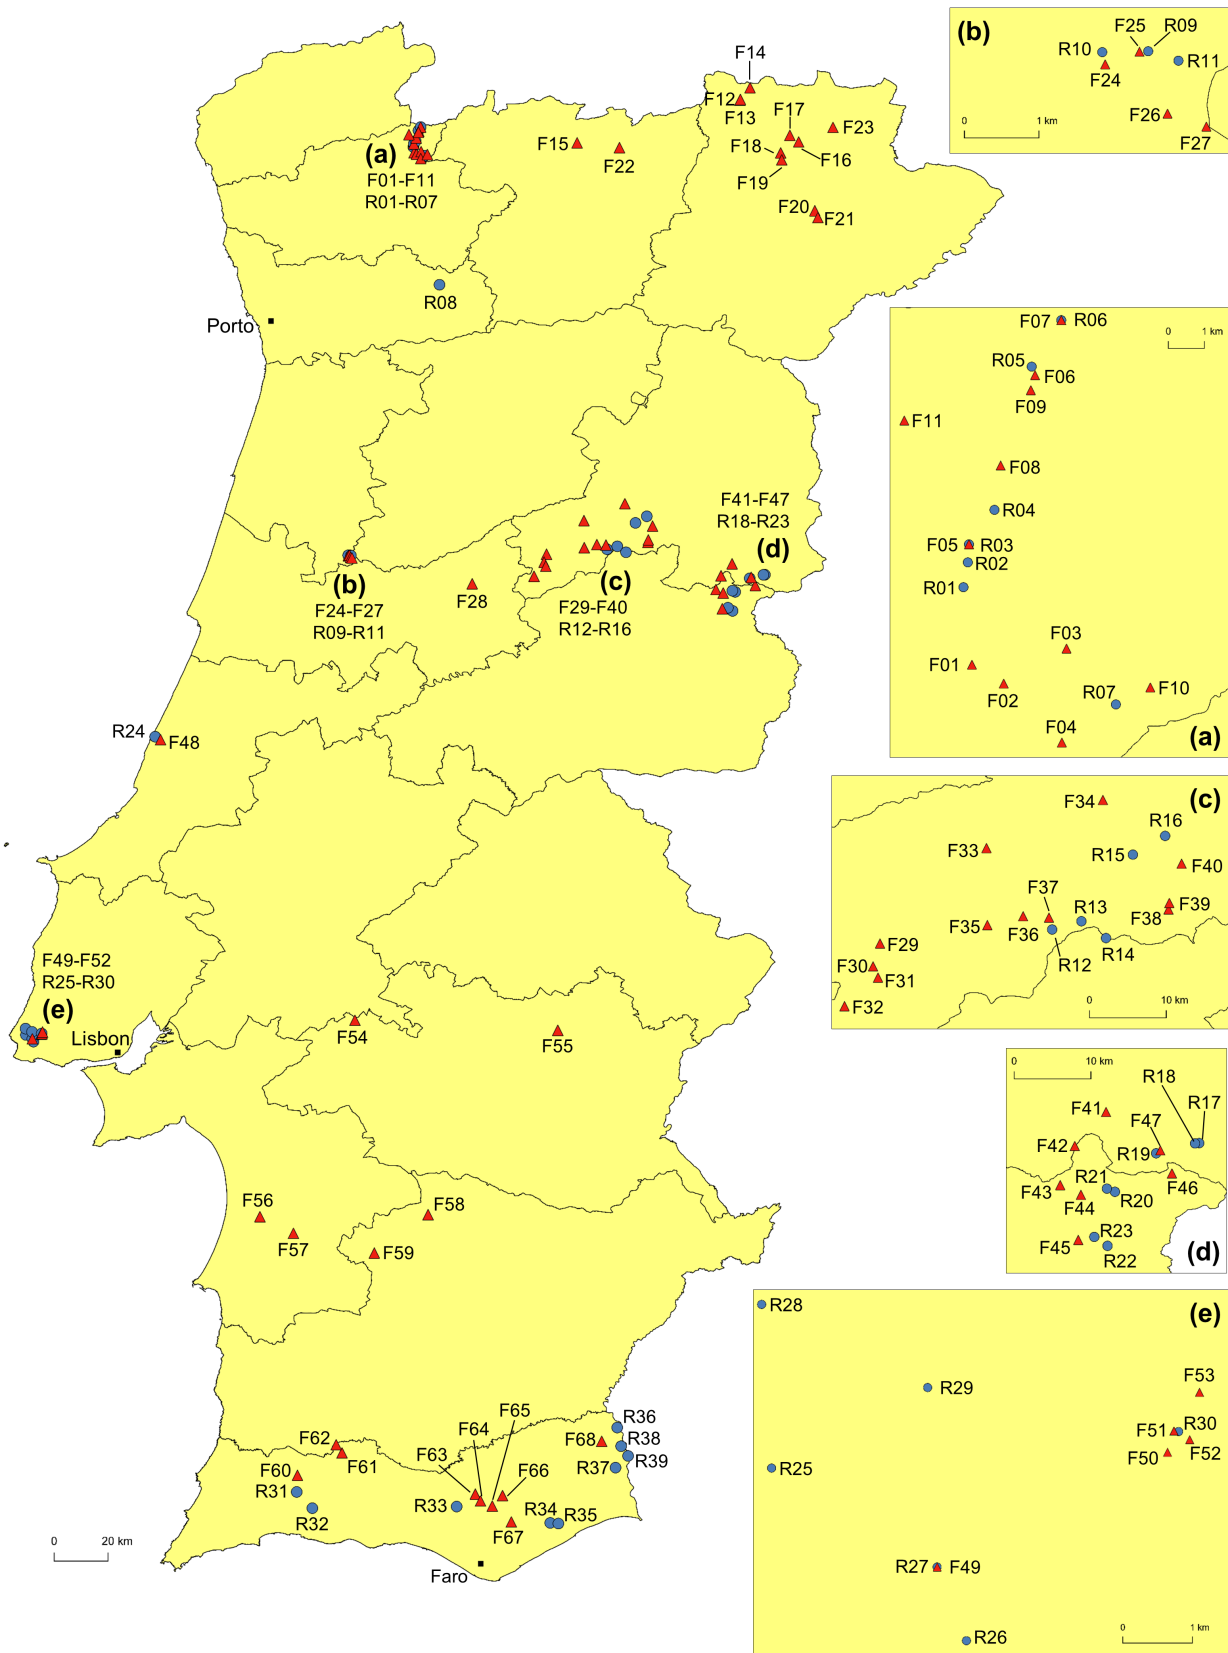 F14
F12
F13
F17
F23
F18
F16
F19
F20
F21
F15
F22
(a)
F01-F11
R01-R07
R08
Porto
F41-F47
R18-R23
(d)
(b)
F24-F27
R09-R11
F28
(c)
F29-F40
R12-R16
R24
F48
F49-F52
R25-R30
(e)
Lisbon
F54
F55
F56
F57
F58
F59
F62
F61
F60
R31
R32
F63
F64
F65
F66
R33
F67
R34
R35
F68
R36
R38
R39
R37
Faro
0 20 km
(b)
F25
R09
R10
R11
F24
F26
F27
0 1 km
F07
R06
0 1 km
R05
F06
F09
F11
F08
R04
F05
R03
R02
R01
F03
F01
F02
R07
F10
F04
(a)
F34
(c)
R16
R15
F33
F40
F37
R13
F39
F38
F35
F36
R12
R14
F29
F30
F31
F32
0 10 km
0 10 km
R18
R17
F41
F47
F42
R19
R21
F46
F43
F44
R20
R23
F45
R22
(d)
R28
(e)
R29
F53
F51
R30
F50
F52
R25
R27
F49
R26
0 1 km